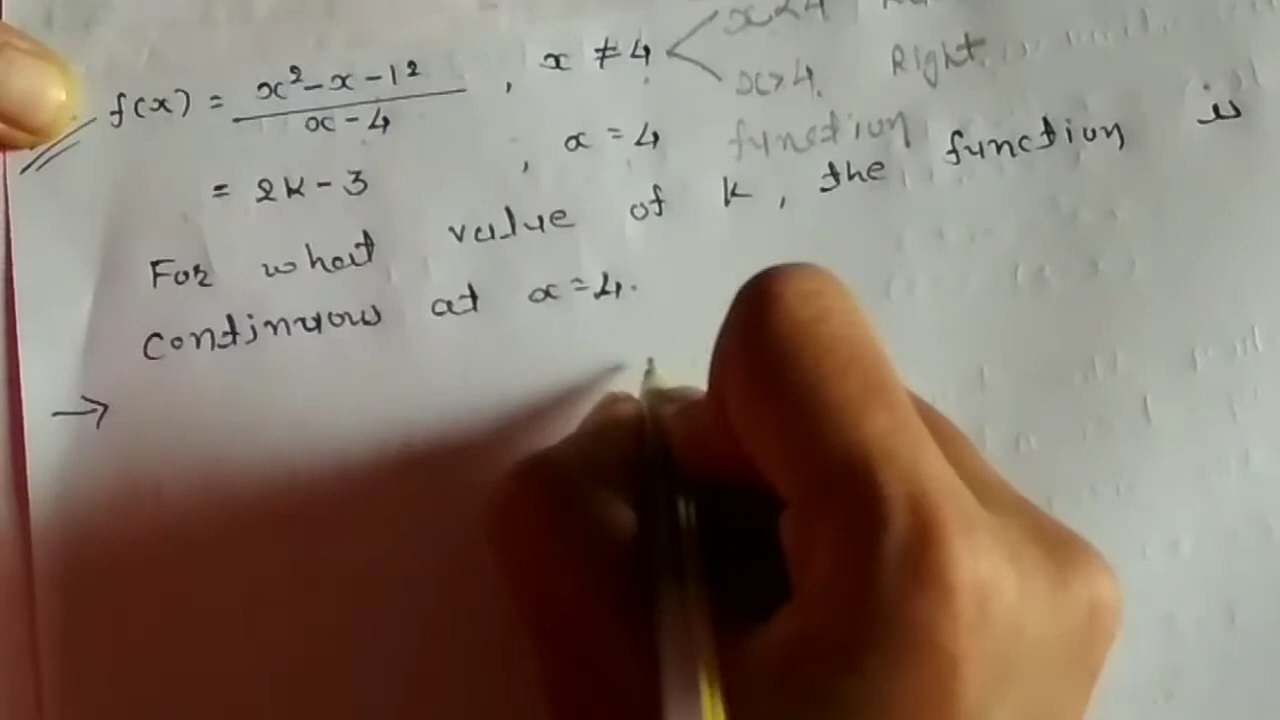 x<4
f(x) = x²-x-12 / x-4 , x ≠ 4
x>4. Right
= 2k-3 , x = 4 function
For what value of k, the function is
continuous at x=4.
→